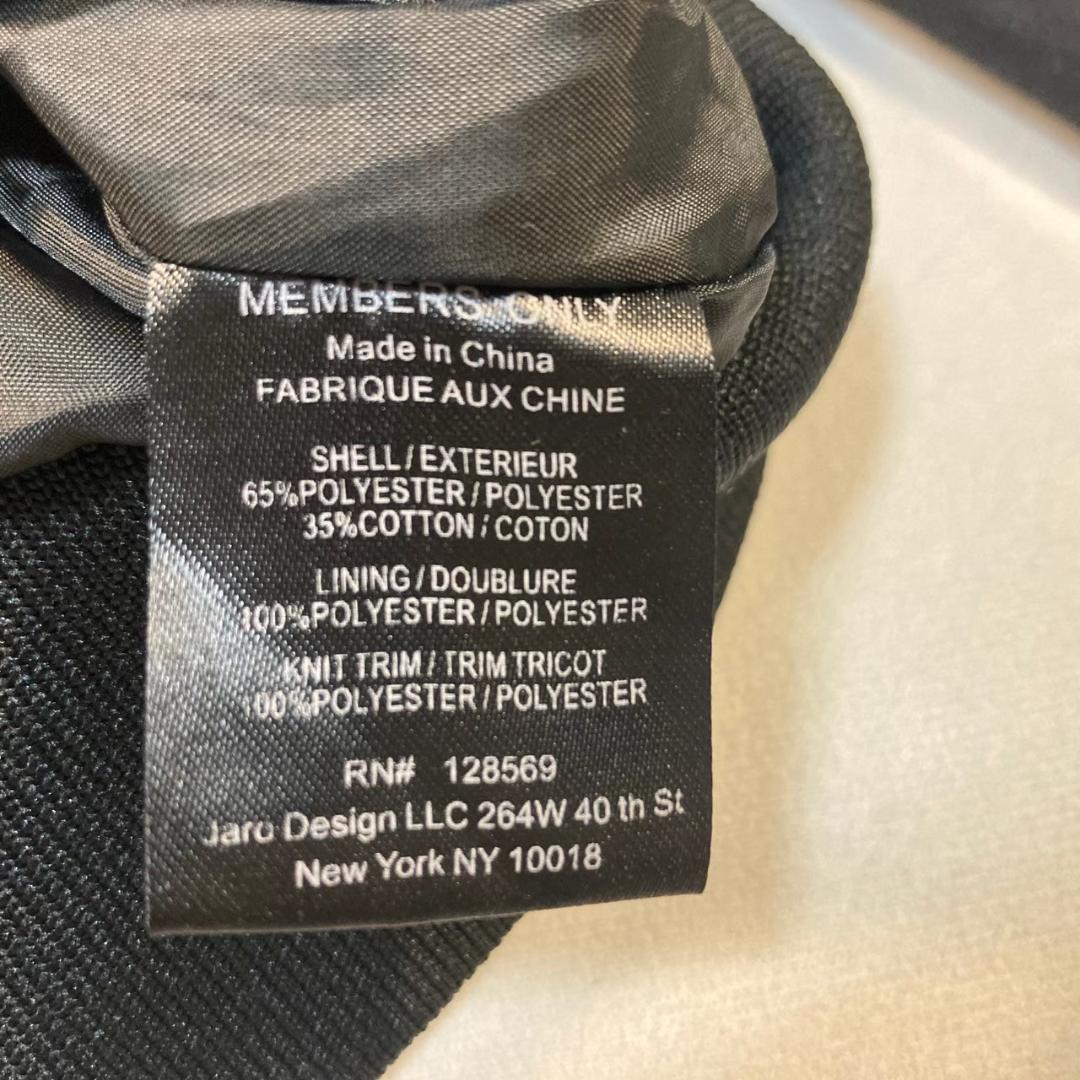 MEMBERS ONLY
Made in China
FABRIQUE AUX CHINE
SHELL/EXTERIEUR
65%POLYESTER/POLYESTER
35%COTTON/COTON
LINING/DOUBLURE
100%POLYESTER/POLYESTER
KNIT TRIM/TRIM TRICOT
100%POLYESTER/POLYESTER
RN# 128569
Jaro Design LLC 264W 40 th St
New York NY 10018